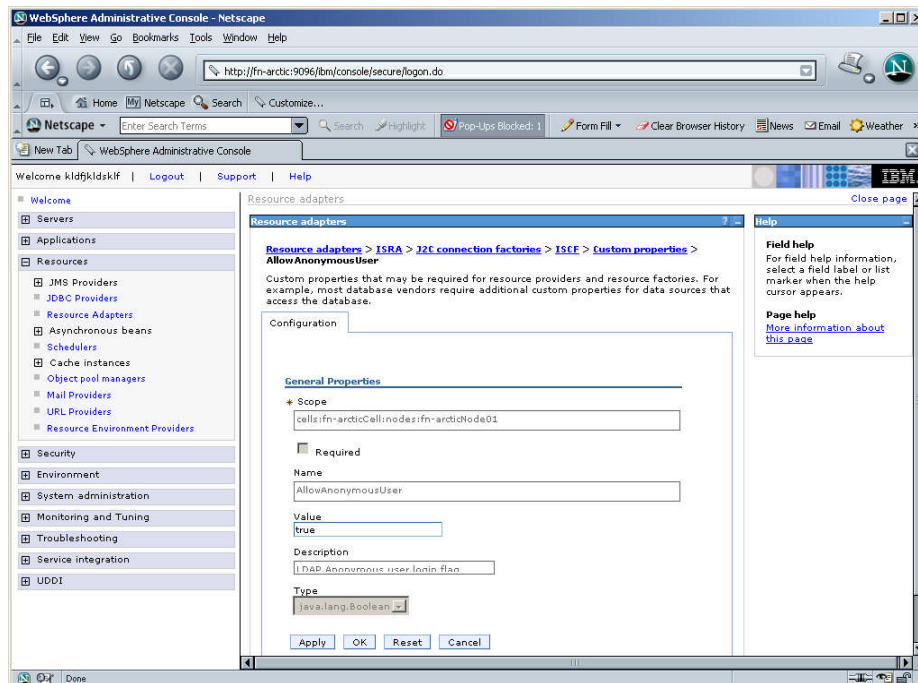 WebSphere Administrative Console - Netscape
File Edit View Go Bookmarks Tools Window Help
http://fn-arctic:9096/ibm/console/secure/logon.do
Home My Netscape Search Customize...
Netscape Enter Search Terms Search Highlight Pop-Ups Blocked: 1 Form Fill Clear Browser History News Email Weather
New Tab WebSphere Administrative Console
Welcome kldfjkldsklf | Logout | Support | Help IBM.
Welcome
Servers
Applications
Resources
JMS Providers
JDBC Providers
Resource Adapters
Asynchronous beans
Schedulers
Cache instances
Object pool managers
Mail Providers
URL Providers
Resource Environment Providers
Security
Environment
System administration
Monitoring and Tuning
Troubleshooting
Service integration
UDDI
Resource adapters Close page
Resource adapters ? -
Resource adapters > ISRA > J2C connection factories > ISCF > Custom properties >
AllowAnonymousUser
Custom properties that may be required for resource providers and resource factories. For
example, most database vendors require additional custom properties for data sources that
access the database.
Configuration
General Properties
* Scope
cells:fn-arcticCell:nodes:fn-arcticNode01
Required
Name
AllowAnonymousUser
Value
true
Description
LDAP Anonymous user login flag
Type
java.lang.Boolean
Apply OK Reset Cancel
Help
Field help
For field help information,
select a field label or list
marker when the help
cursor appears.
Page help
More information about
this page
Done